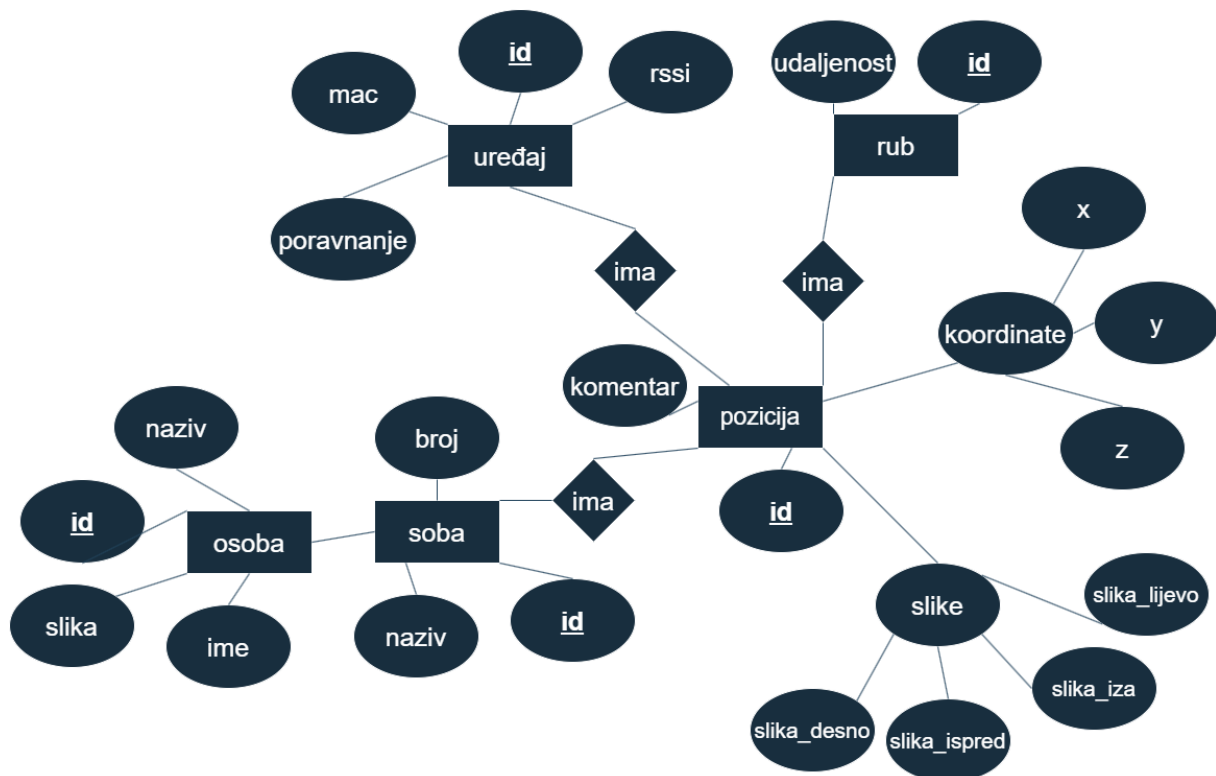 id
udaljenost
id
rssi
mac
rub
uređaj
x
poravnanje
ima
ima
y
koordinate
komentar
pozicija
naziv
broj
z
ima
id
id
osoba
soba
slika_lijevo
slike
id
slika
ime
naziv
slika_iza
slika_desno
slika_ispred